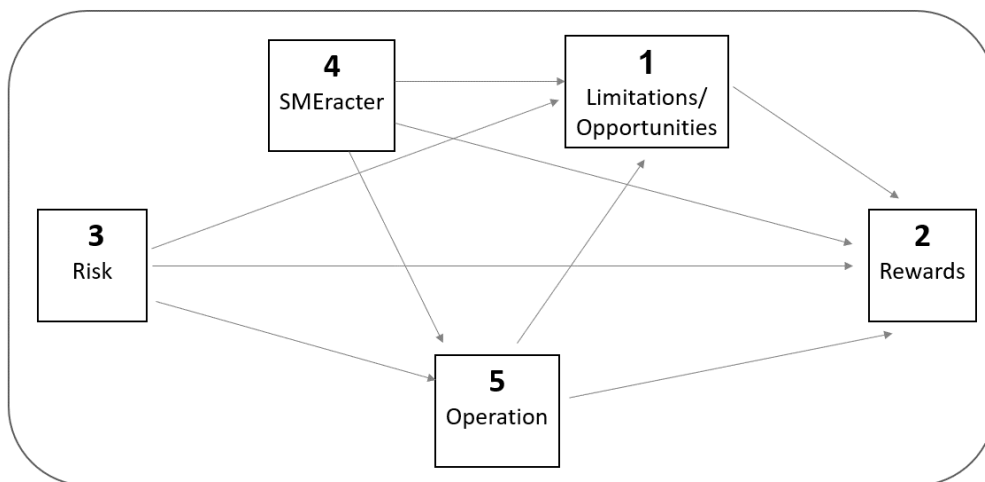 4
SMEracter
1
Limitations/
Opportunities
3
Risk
2
Rewards
5
Operation